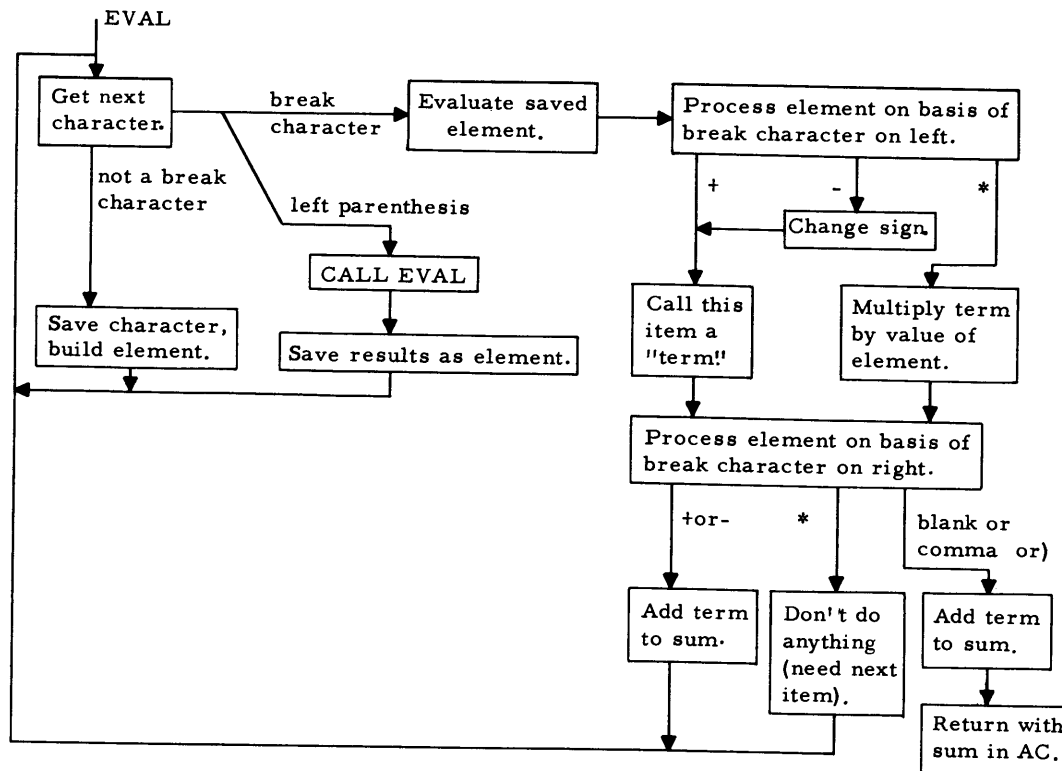 EVAL
Get next
character.
break
character
Evaluate saved
element.
Process element on basis of
break character on left.
not a break
character
left parenthesis
+
-
*
Change sign.
CALL EVAL
Save character,
build element.
Save results as element.
Call this
item a
"term."
Multiply term
by value of
element.
Process element on basis of
break character on right.
+or-
*
blank or
comma or)
Add term
to sum.
Don't do
anything
(need next
item).
Add term
to sum.
Return with
sum in AC.